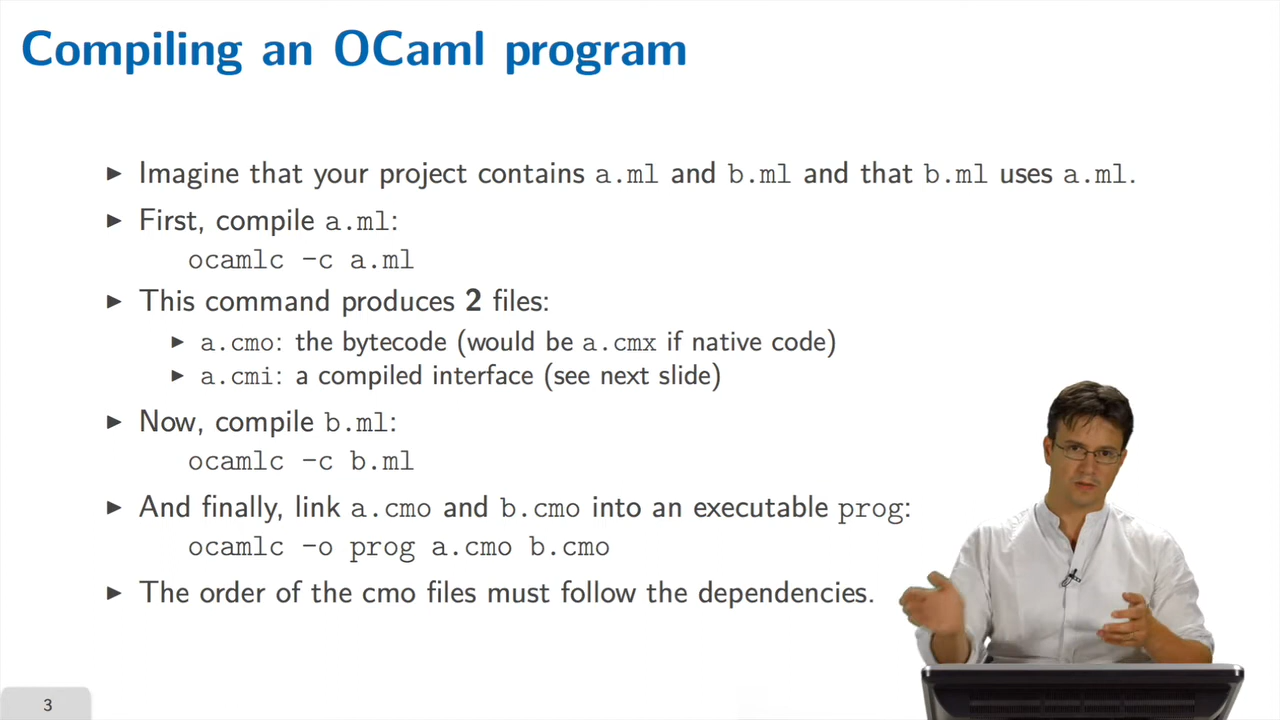 Compiling an OCaml program
► Imagine that your project contains a.ml and b.ml and that b.ml uses a.ml.
► First, compile a.ml:
ocamlc -c a.ml
► This command produces 2 files:
► a.cmo: the bytecode (would be a.cmx if native code)
► a.cmi: a compiled interface (see next slide)
► Now, compile b.ml:
ocamlc -c b.ml
► And finally, link a.cmo and b.cmo into an executable prog:
ocamlc -o prog a.cmo b.cmo
► The order of the cmo files must follow the dependencies.
3